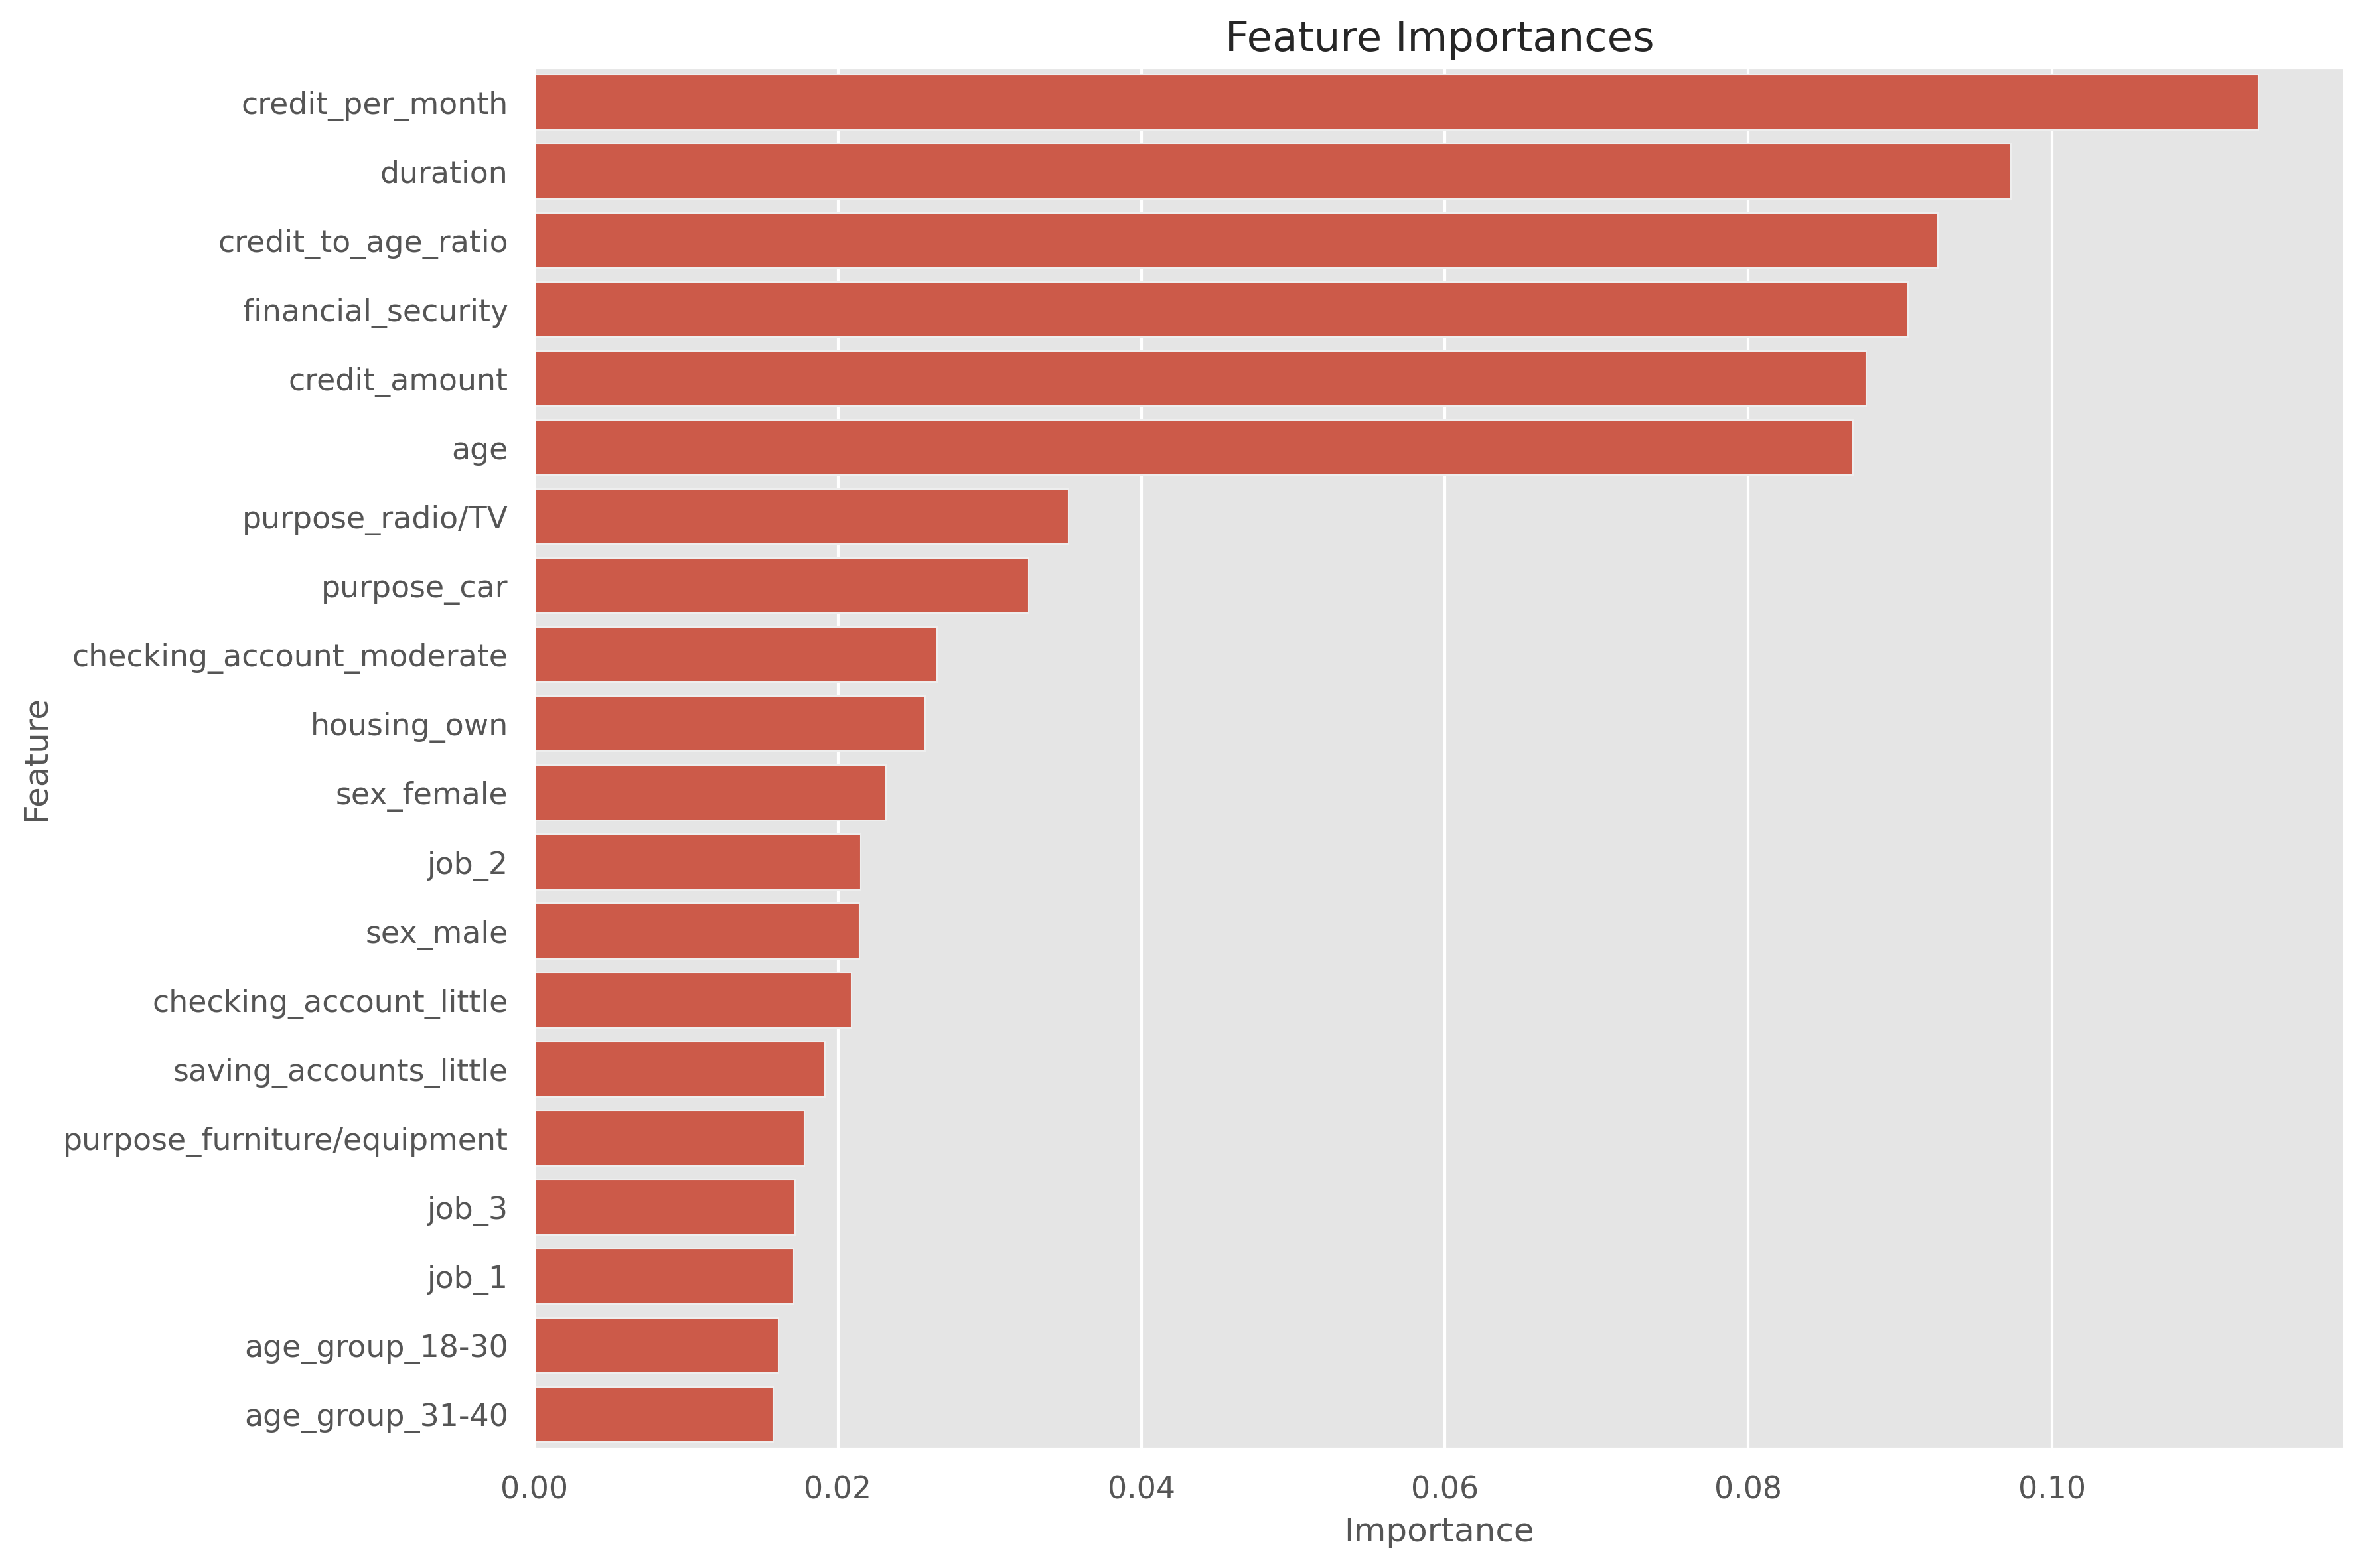 Feature Importances
Feature
credit_per_month
duration
credit_to_age_ratio
financial_security
credit_amount
age
purpose_radio/TV
purpose_car
checking_account_moderate
housing_own
sex_female
job_2
sex_male
checking_account_little
saving_accounts_little
purpose_furniture/equipment
job_3
job_1
age_group_18-30
age_group_31-40
0.00 0.02 0.04 0.06 0.08 0.10
Importance